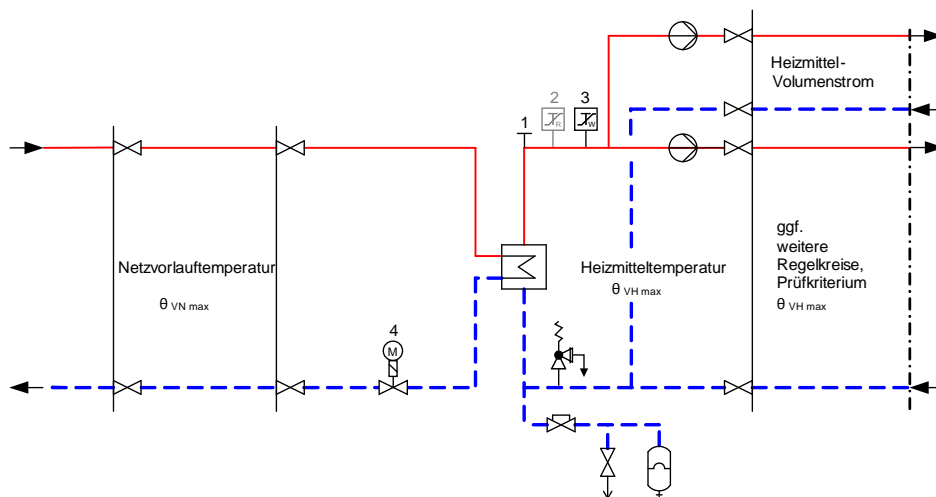 Heizmittel-
Volumenstrom
2
3
1
T R
T W
Netzvorlauftemperatur
θ VN max
Heizmitteltemperatur
θ VH max
ggf.
weitere
Regelkreise,
Prüfkriterium
θ VH max
4
M